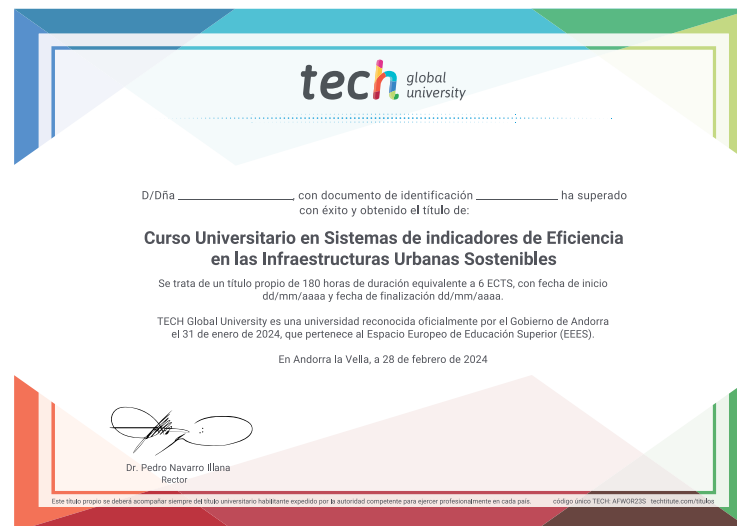 tech global university
D/Dña ____________, con documento de identificación ____________ ha superado
con éxito y obtenido el título de:
Curso Universitario en Sistemas de indicadores de Eficiencia
en las Infraestructuras Urbanas Sostenibles
Se trata de un título propio de 180 horas de duración equivalente a 6 ECTS, con fecha de inicio
dd/mm/aaaa y fecha de finalización dd/mm/aaaa.
TECH Global University es una universidad reconocida oficialmente por el Gobierno de Andorra
el 31 de enero de 2024, que pertenece al Espacio Europeo de Educación Superior (EEES).
En Andorra la Vella, a 28 de febrero de 2024
Dr. Pedro Navarro Illana
Rector
Este título propio se deberá acompañar siempre del título universitario habilitante expedido por la autoridad competente para ejercer profesionalmente en cada país. código único TECH: AFWOR23S techtitute.com/titulos